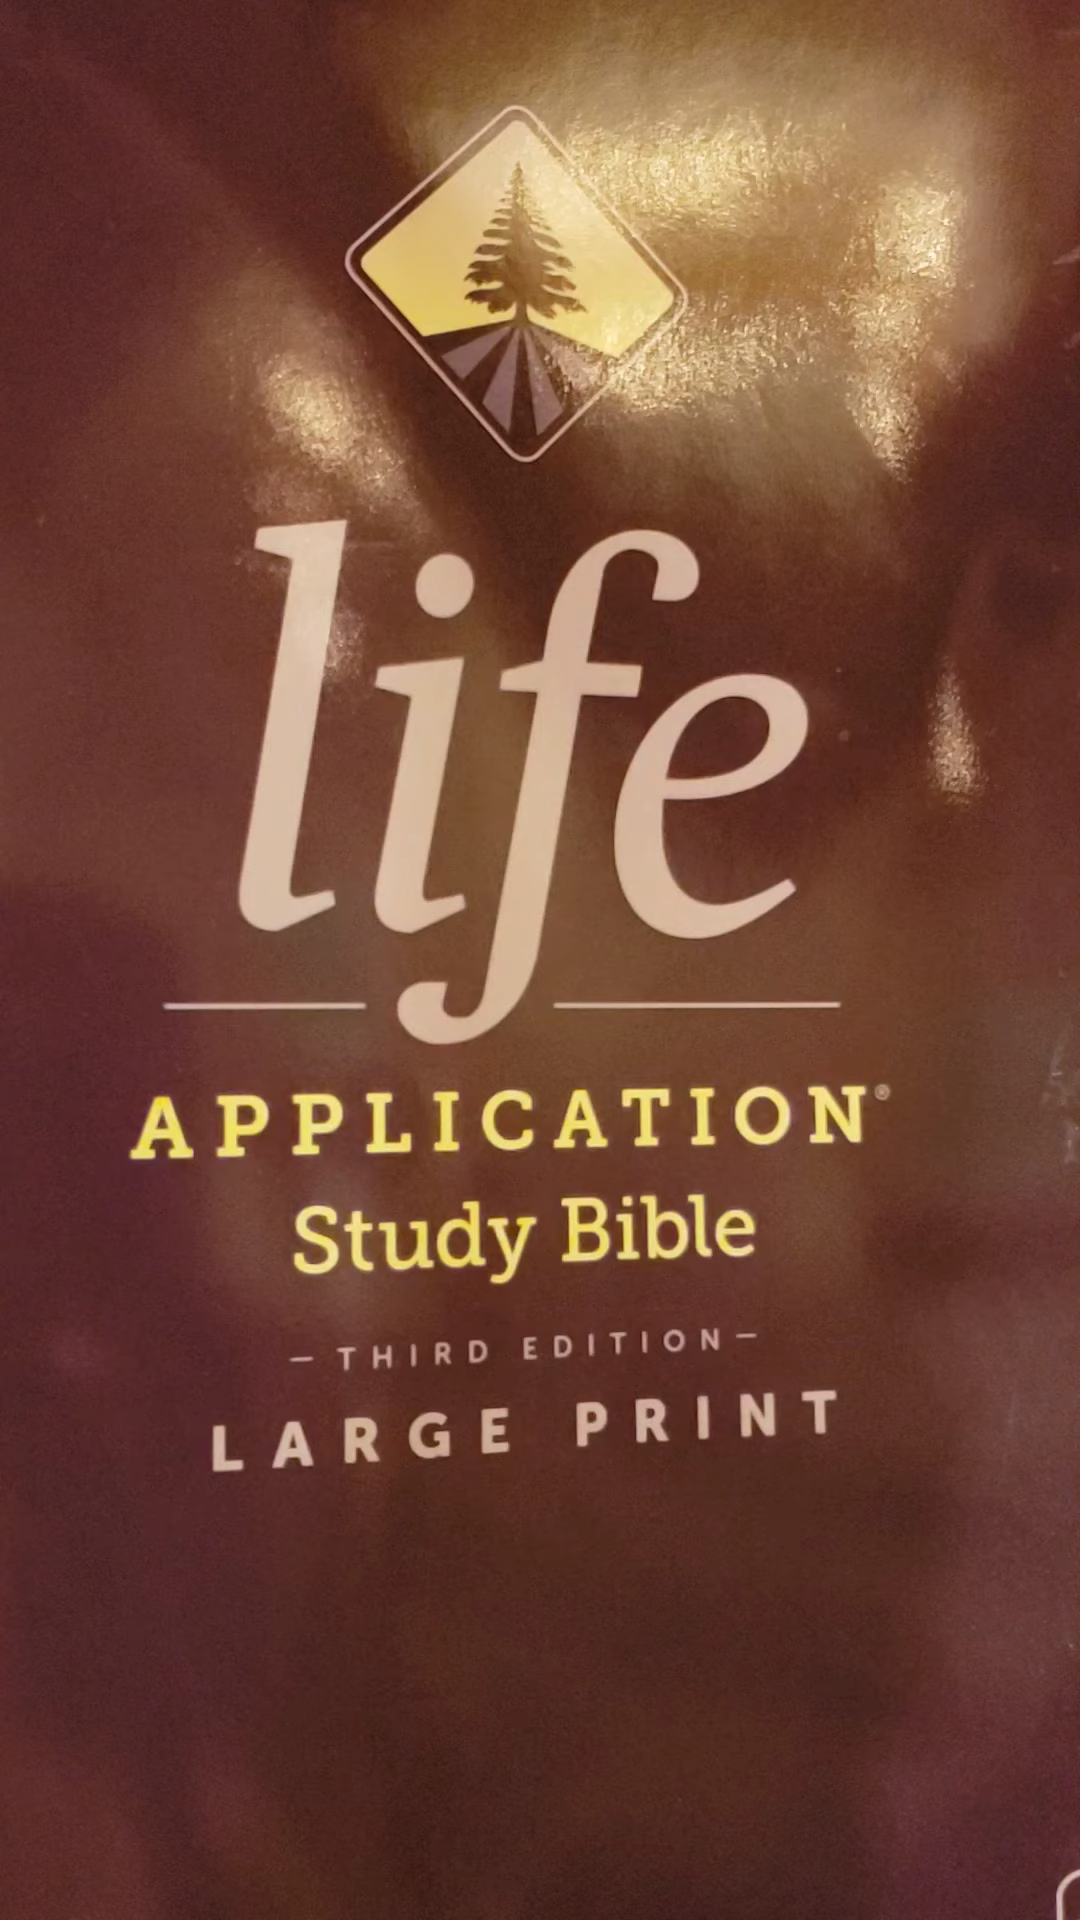 life
APPLICATION®
Study Bible
– THIRD EDITION –
LARGE PRINT